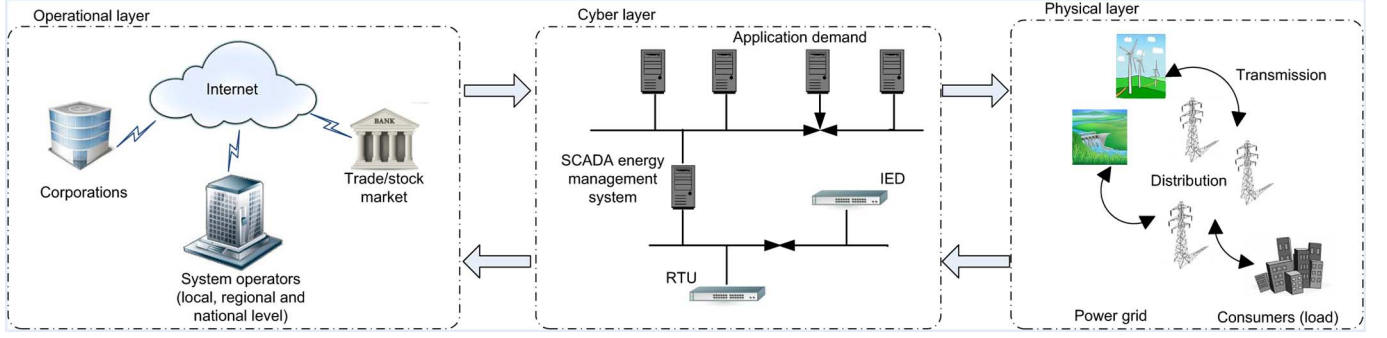 Operational layer
Internet
Corporations
BANK
Trade/stock
market
System operators
(local, regional and
national level)
Cyber layer
Application demand
SCADA energy
management
system
IED
RTU
Physical layer
Transmission
Distribution
Power grid
Consumers (load)